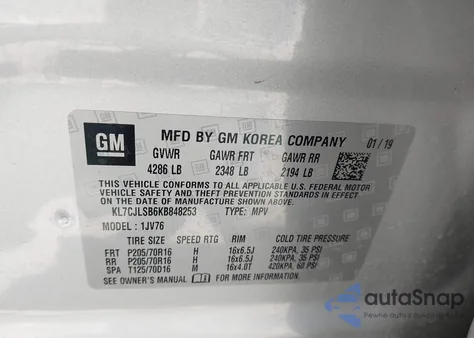 GM
MFD BY GM KOREA COMPANY 01/19
GVWR GAWR FRT GAWR RR
4286 LB 2348 LB 2194 LB
THIS VEHICLE CONFORMS TO ALL APPLICABLE U.S. FEDERAL MOTOR
VEHICLE SAFETY AND THEFT PREVENTION STANDARDS IN EFFECT
ON THE DATE OF MANUFACTURE SHOWN ABOVE.
KL7CJLSB6KB848253 TYPE: MPV
MODEL : 1JV76
TIRE SIZE SPEED RTG RIM COLD TIRE PRESSURE
FRT P205/70R16 H 16x6.5J 240KPA, 35 PSI
RR P205/70R16 H 16x6.5J 240KPA, 35 PSI
SPA T125/70D16 M 16x4.0T 420KPA, 60 PSI
SEE OWNER'S MANUAL FOR MORE INFORMATION.
autoSnap
Pewne auto z aukcji